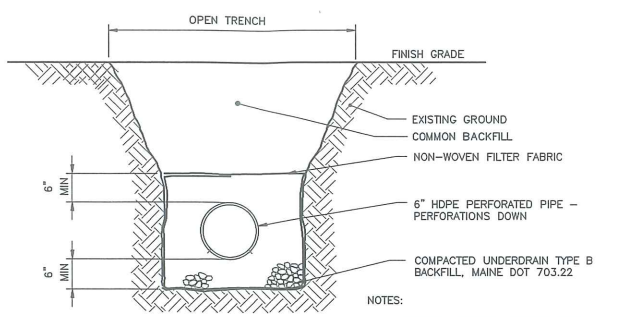 OPEN TRENCH
FINISH GRADE
EXISTING GROUND
COMMON BACKFILL
NON-WOVEN FILTER FABRIC
6" MIN
6" HDPE PERFORATED PIPE –
PERFORATIONS DOWN
6" MIN
COMPACTED UNDERDRAIN TYPE B
BACKFILL, MAINE DOT 703.22
NOTES: